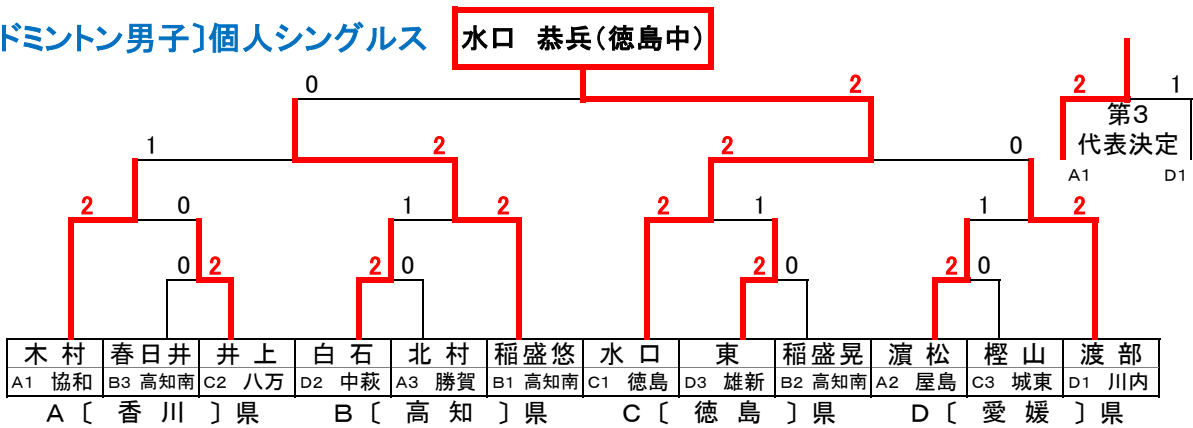 ドミントン男子〕個人シングルス
水口 恭兵(徳島中)
0 2 2 1
第3
代表決定
1 2 2 0
A1 D1
2 0 1 2 2 1 1 2
0 2 2 0 2 0 2 0
木村 春日井 井上 白石 北村 稲盛悠 水口 東 稲盛晃 濵松 樫山 渡部
A1 協和 B3 高知南 C2 八万 D2 中萩 A3 勝賀 B1 高知南 C1 徳島 D3 雄新 B2 高知南 A2 屋島 C3 城東 D1 川内
A〔 香川 〕県 B〔 高知 〕県 C〔 徳島 〕県 D〔 愛媛 〕県